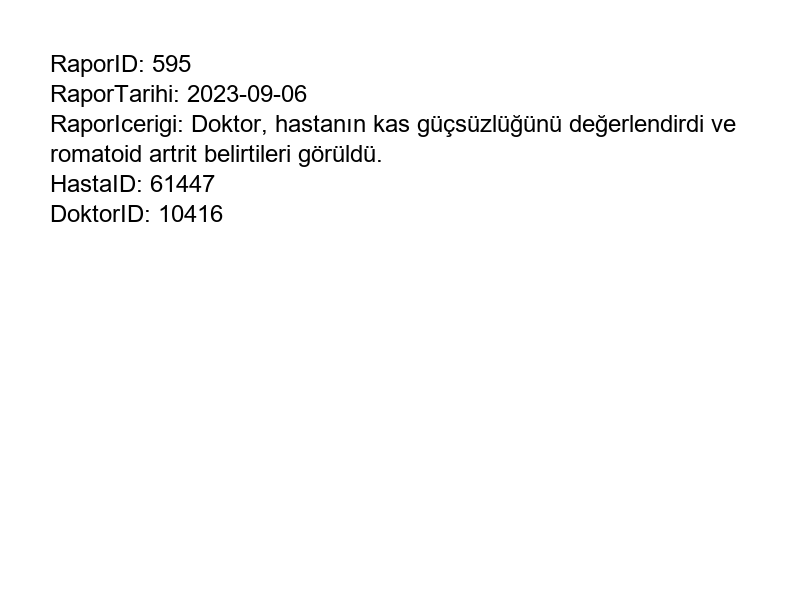 RaporID: 595
RaporTarihi: 2023-09-06
RaporIcerigi: Doktor, hastanın kas güçsüzlüğünü değerlendirdi ve
romatoid artrit belirtileri görüldü.
HastaID: 61447
DoktorID: 10416